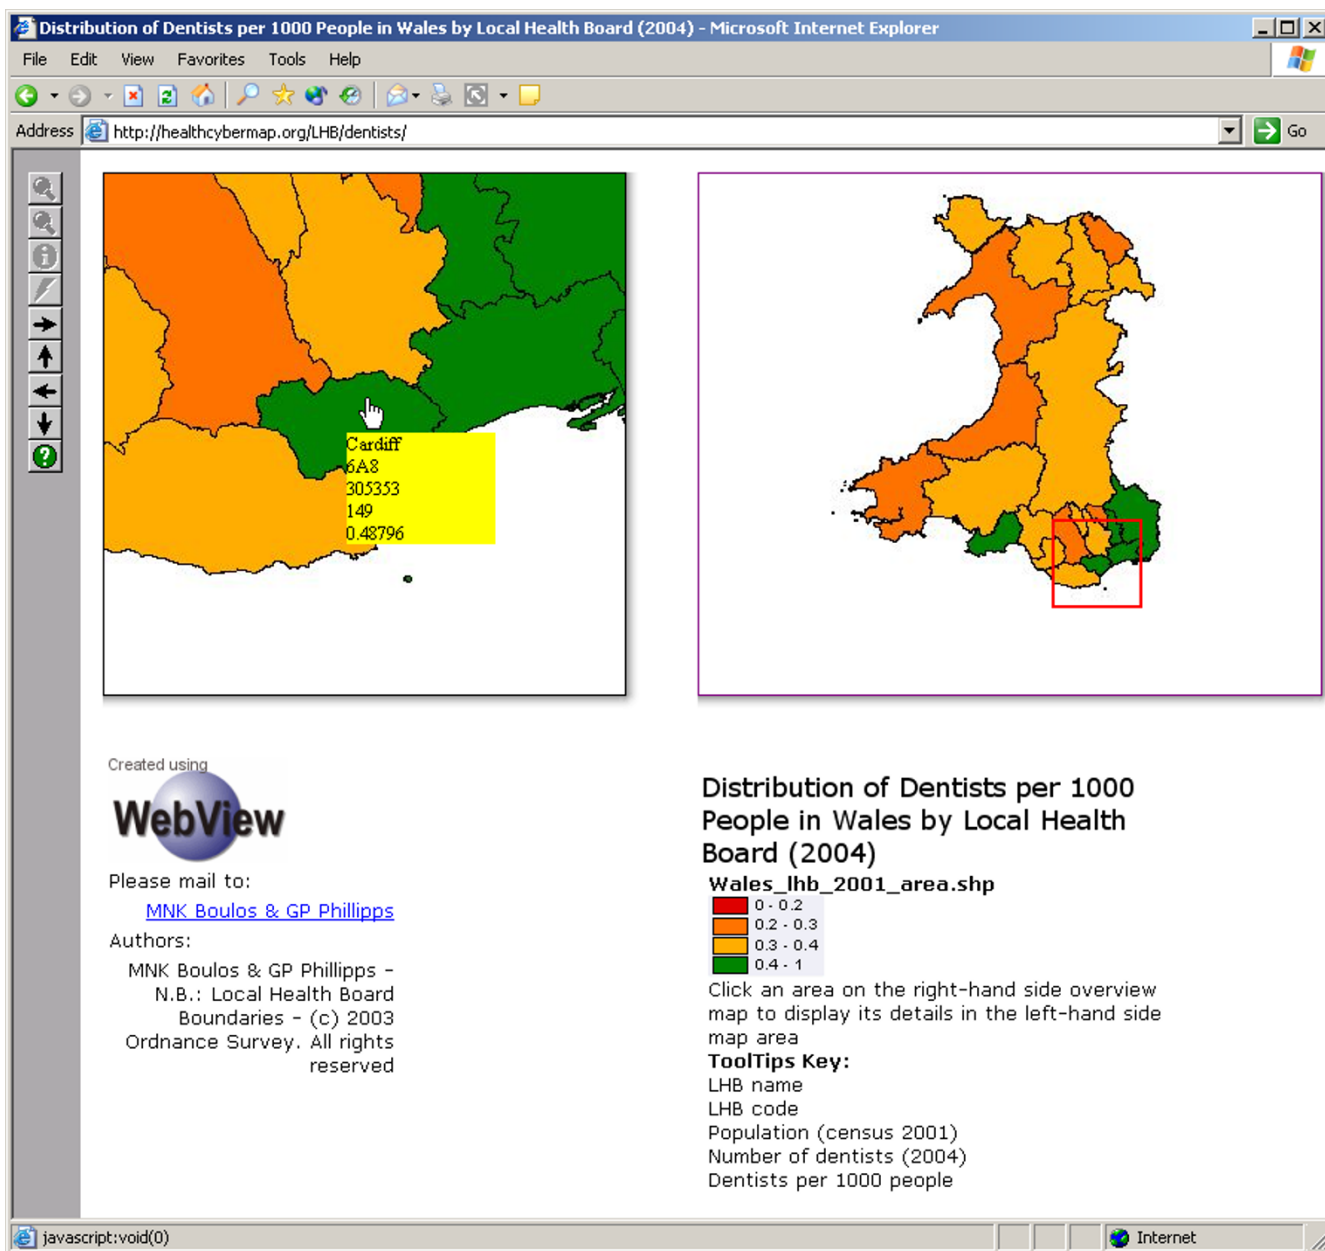 Distribution of Dentists per 1000 People in Wales by Local Health Board (2004) - Microsoft Internet Explorer
File Edit View Favorites Tools Help
Address http://healthcybermap.org/LHB/dentists/ Go
Cardiff
6A8
305353
149
0.48796
Created using
WebView
Please mail to:
MNK Boulos & GP Phillipps
Authors:
MNK Boulos & GP Phillipps -
N.B.: Local Health Board
Boundaries - (c) 2003
Ordnance Survey. All rights
reserved
Distribution of Dentists per 1000
People in Wales by Local Health
Board (2004)
Wales_lhb_2001_area.shp
0 - 0.2
0.2 - 0.3
0.3 - 0.4
0.4 - 1
Click an area on the right-hand side overview
map to display its details in the left-hand side
map area
ToolTips Key:
LHB name
LHB code
Population (census 2001)
Number of dentists (2004)
Dentists per 1000 people
javascript:void(0) Internet